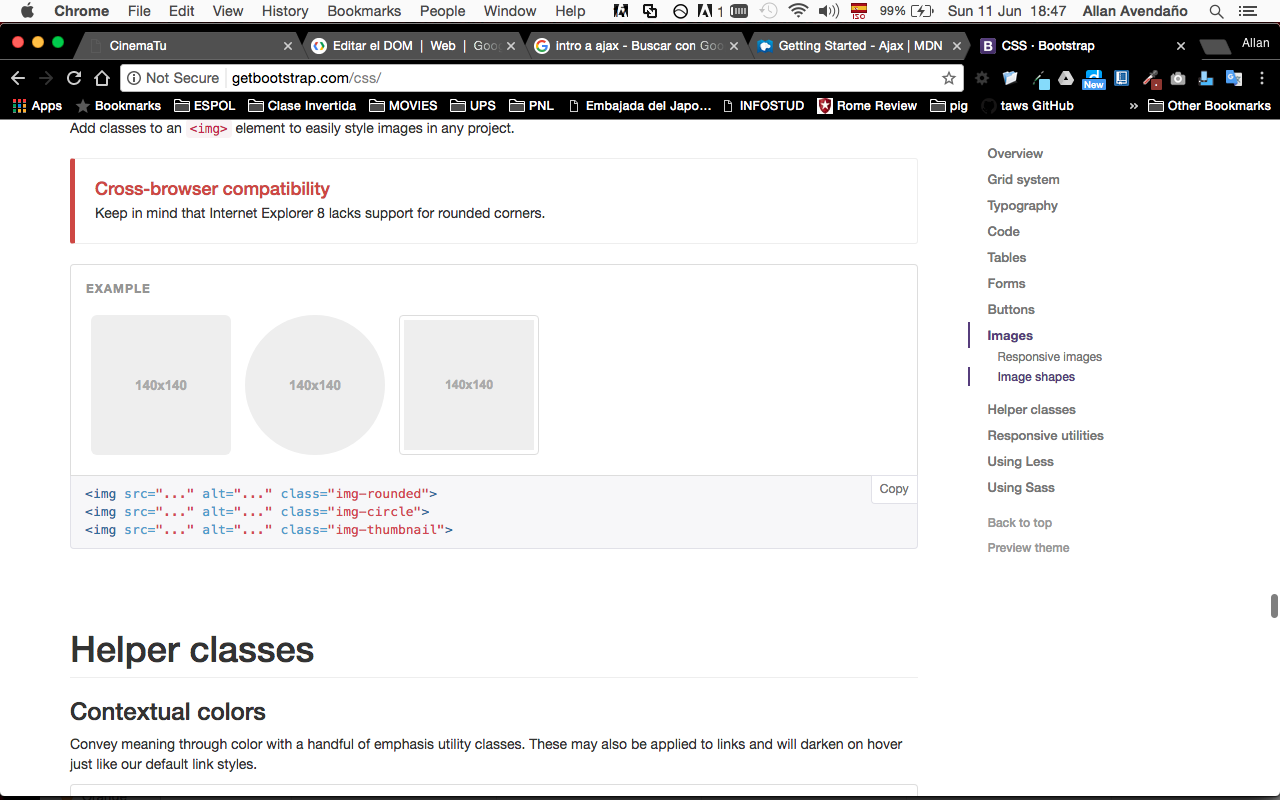 Chrome File Edit View History Bookmarks People Window Help 1 ISO 99% Sun 11 Jun 18:47 Allan Avendaño
CinemaTu Editar el DOM | Web | Goo intro a ajax - Buscar con Goo Getting Started - Ajax | MDN B CSS · Bootstrap Allan
Not Secure getbootstrap.com/css/ New
Apps Bookmarks ESPOL Clase Invertida MOVIES UPS PNL Embajada del Japo... INFOSTUD Rome Review pig taws GitHub » Other Bookmarks
Add classes to an <img> element to easily style images in any project.
Cross-browser compatibility
Keep in mind that Internet Explorer 8 lacks support for rounded corners.
EXAMPLE
140x140 140x140 140x140
Copy
<img src="..." alt="..." class="img-rounded">
<img src="..." alt="..." class="img-circle">
<img src="..." alt="..." class="img-thumbnail">
Helper classes
Contextual colors
Convey meaning through color with a handful of emphasis utility classes. These may also be applied to links and will darken on hover
just like our default link styles.
Overview
Grid system
Typography
Code
Tables
Forms
Buttons
Images
Responsive images
Image shapes
Helper classes
Responsive utilities
Using Less
Using Sass
Back to top
Preview theme